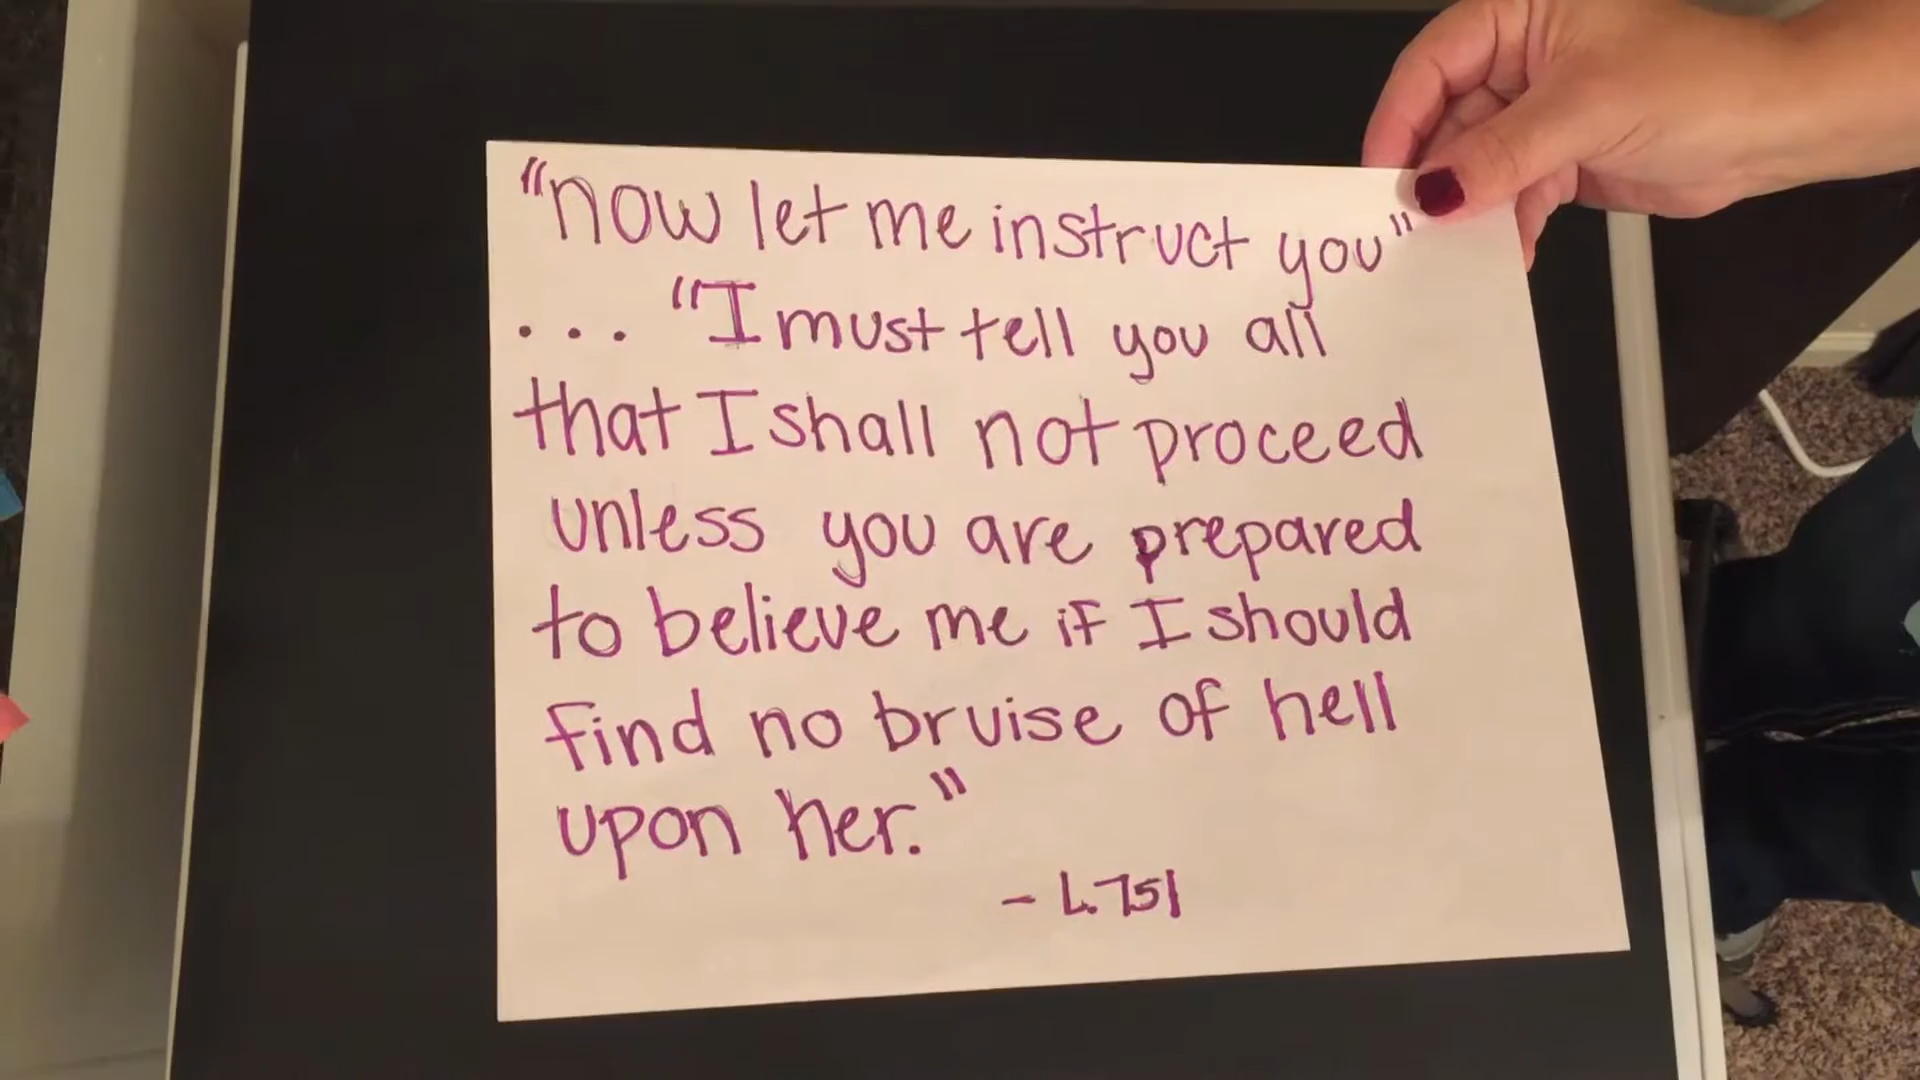 "now let me instruct you"
... "I must tell you all
that I shall not proceed
unless you are prepared
to believe me if I should
find no bruise of hell
upon her."
- L.751